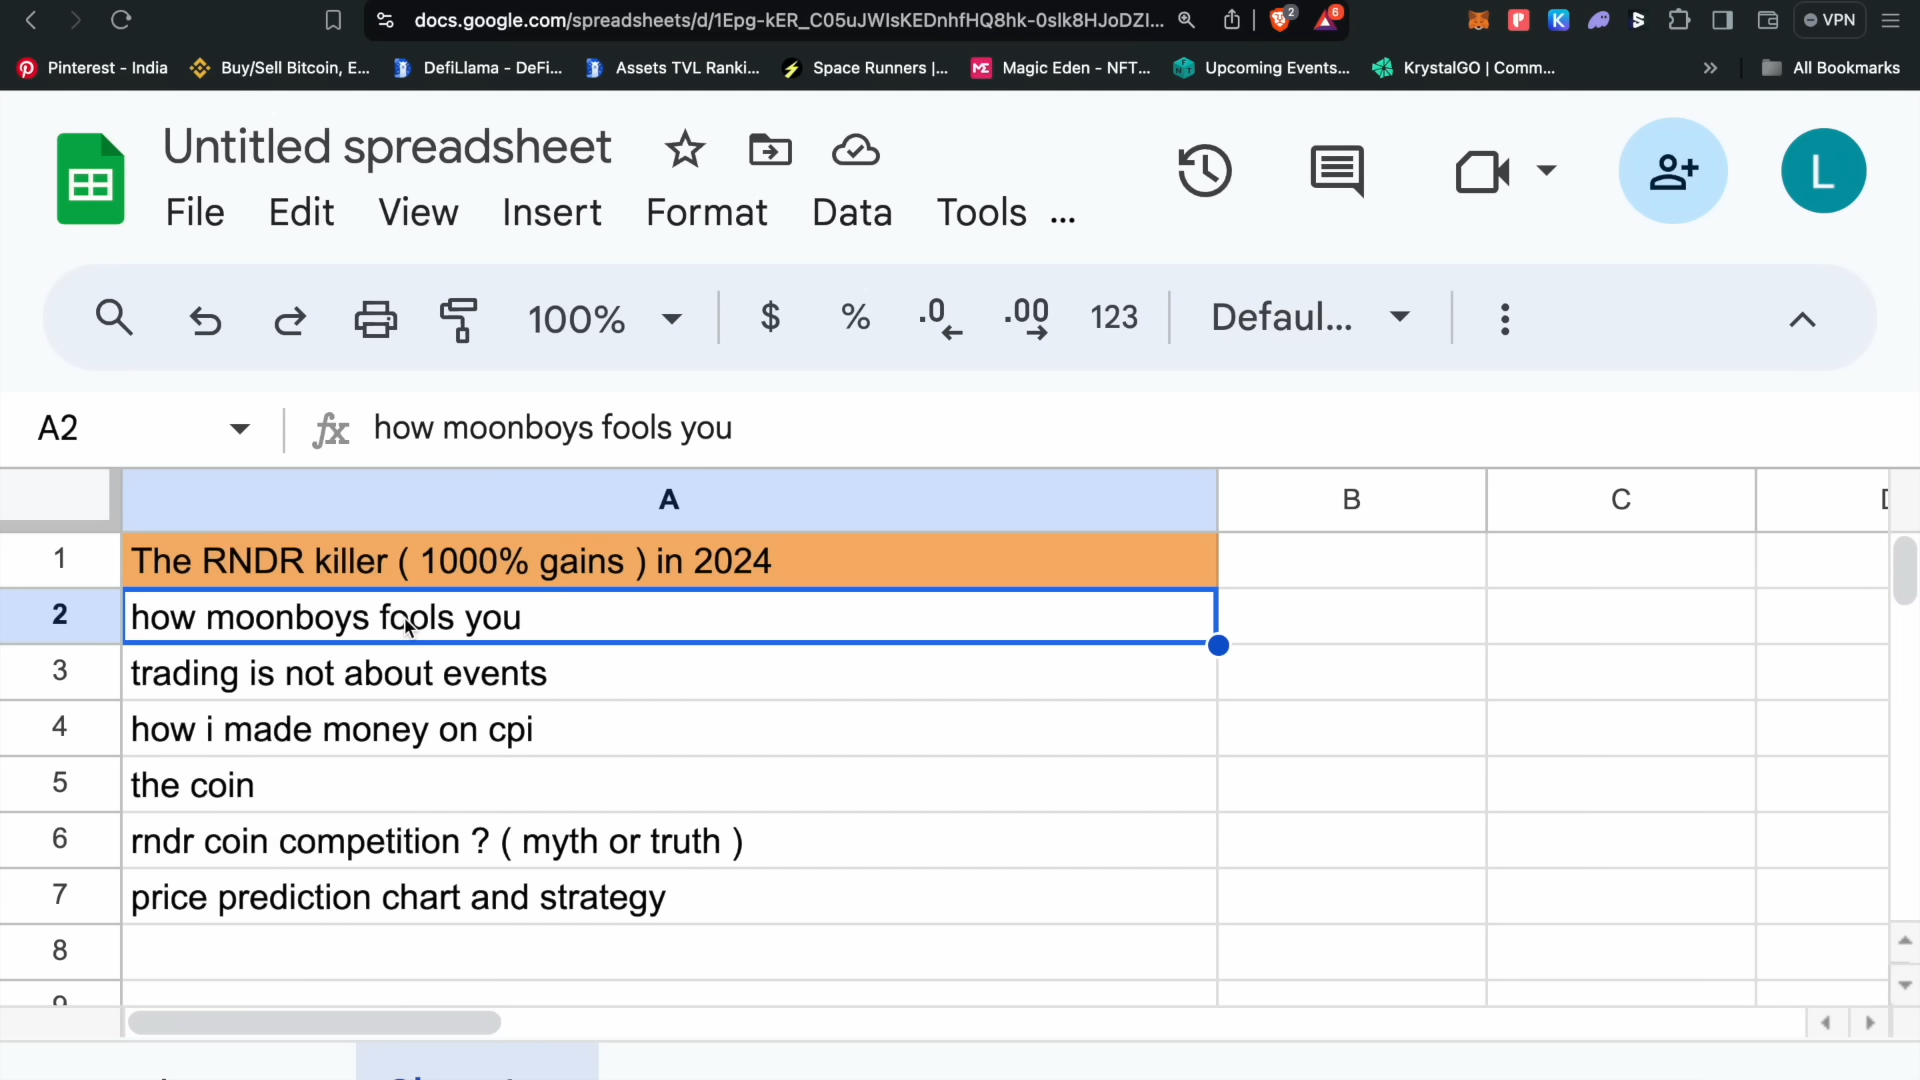 docs.google.com/spreadsheets/d/1Epg-kER_C05uJWIsKEDnhfHQ8hk-0slk8HJoDZI...
2
6
VPN
Pinterest - India
Buy/Sell Bitcoin, E...
DefiLlama - DeFi...
Assets TVL Ranki...
Space Runners |...
Magic Eden - NFT...
Upcoming Events...
KrystalGO | Comm...
All Bookmarks
Untitled spreadsheet
L
File Edit View Insert Format Data Tools ...
100% $ % .0 .00 123 Defaul...
A2 fx how moonboys fools you
A B C
1 The RNDR killer ( 1000% gains ) in 2024
2 how moonboys fools you
3 trading is not about events
4 how i made money on cpi
5 the coin
6 rndr coin competition ? ( myth or truth )
7 price prediction chart and strategy
8